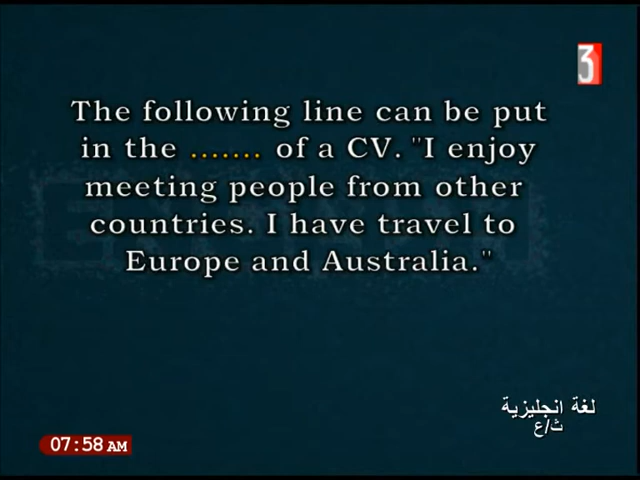 3
The following line can be put
in the ....... of a CV. "I enjoy
meeting people from other
countries. I have travel to
Europe and Australia."
لغة انجليزية
ث/ع
07:58 AM